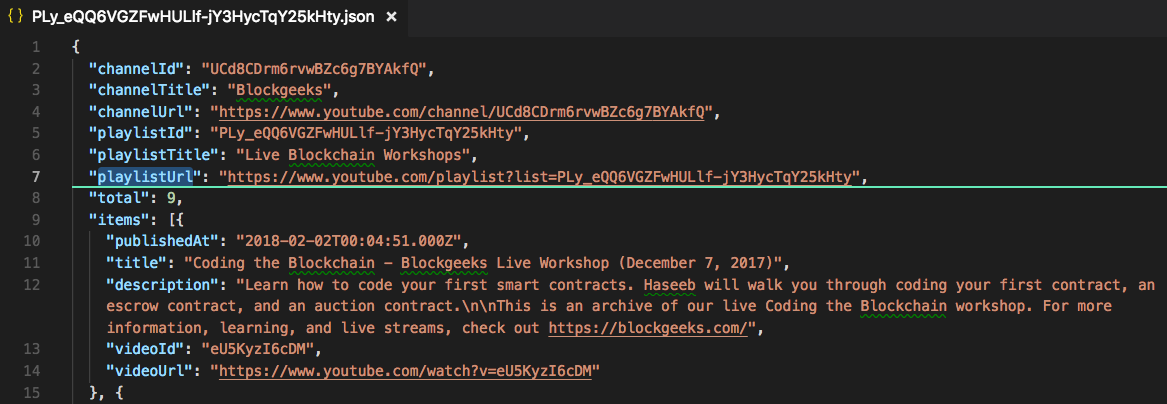 {} PLy_eQQ6VGZFwHULlf-jY3HycTqY25kHty.json ×
1 {
2 "channelId": "UCd8CDrm6rvwBZc6g7BYAkfQ",
3 "channelTitle": "Blockgeeks",
4 "channelUrl": "https://www.youtube.com/channel/UCd8CDrm6rvwBZc6g7BYAkfQ",
5 "playlistId": "PLy_eQQ6VGZFwHULlf-jY3HycTqY25kHty",
6 "playlistTitle": "Live Blockchain Workshops",
7 "playlistUrl": "https://www.youtube.com/playlist?list=PLy_eQQ6VGZFwHULlf-jY3HycTqY25kHty",
8 "total": 9,
9 "items": [{
10 "publishedAt": "2018-02-02T00:04:51.000Z",
11 "title": "Coding the Blockchain - Blockgeeks Live Workshop (December 7, 2017)",
12 "description": "Learn how to code your first smart contracts. Haseeb will walk you through coding your first contract, an
escrow contract, and an auction contract.\n\nThis is an archive of our live Coding the Blockchain workshop. For more
information, learning, and live streams, check out https://blockgeeks.com/",
13 "videoId": "eU5KyzI6cDM",
14 "videoUrl": "https://www.youtube.com/watch?v=eU5KyzI6cDM"
15 }, {